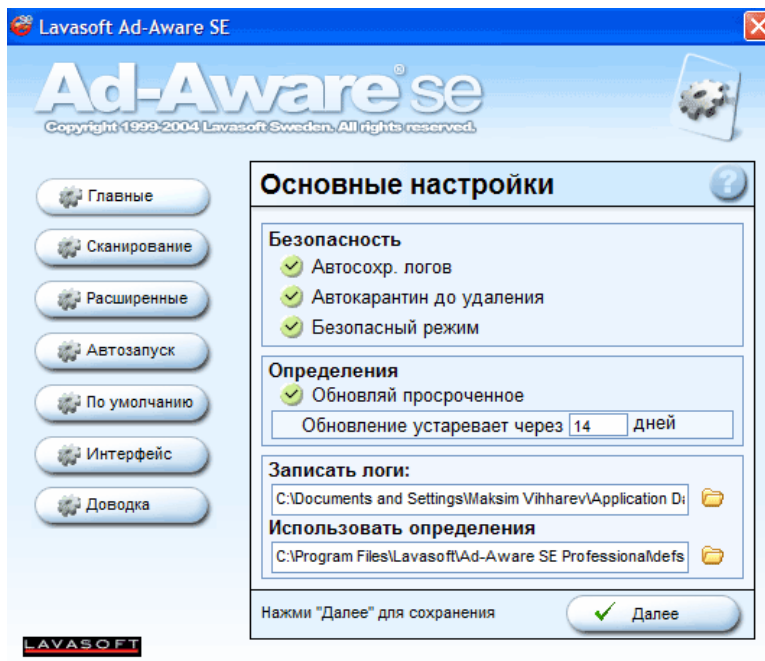 Lavasoft Ad-Aware SE
Ad-Aware® se
Copyright 1999-2004 Lavasoft Sweden. All rights reserved.
Главные
Сканирование
Расширенные
Автозапуск
По умолчанию
Интерфейс
Доводка
Основные настройки
?
Безопасность
Автосохр. логов
Автокарантин до удаления
Безопасный режим
Определения
Обновляй просроченное
Обновление устаревает через 14 дней
Записать логи:
C:\Documents and Settings\Maksim Vihharev\Application Da
Использовать определения
C:\Program Files\Lavasoft\Ad-Aware SE Professional\defs
Нажми "Далее" для сохранения
Далее
LAVASOFT